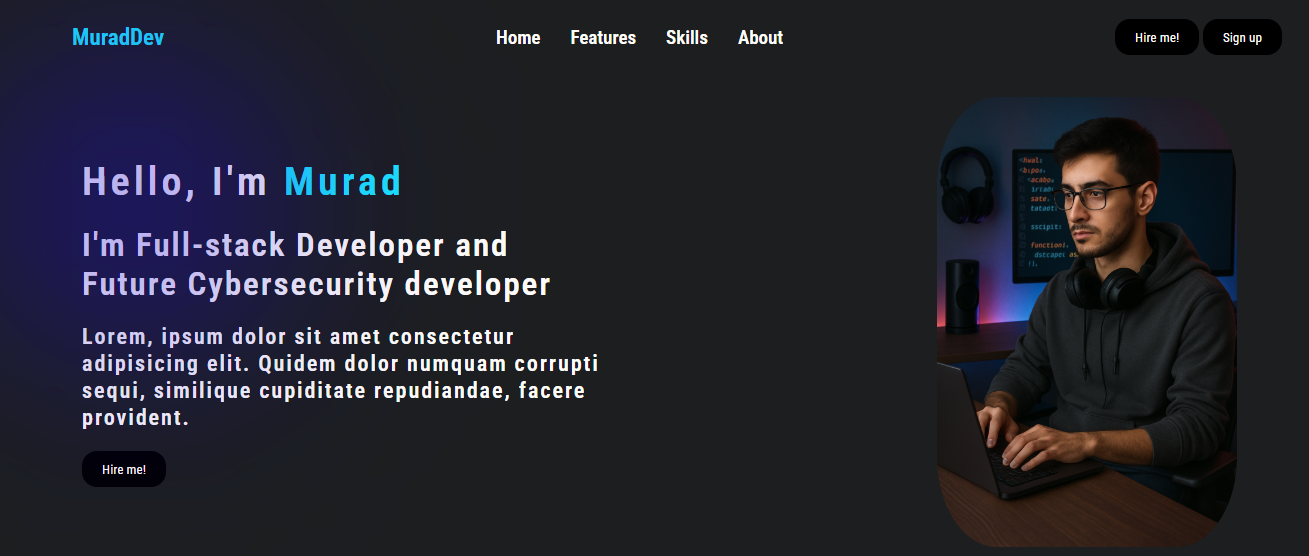 MuradDev
Home Features Skills About
Hire me! Sign up
Hello, I'm Murad
I'm Full-stack Developer and
Future Cybersecurity developer
Lorem, ipsum dolor sit amet consectetur
adipisicing elit. Quidem dolor numquam corrupti
sequi, similique cupiditate repudiandae, facere
provident.
Hire me!